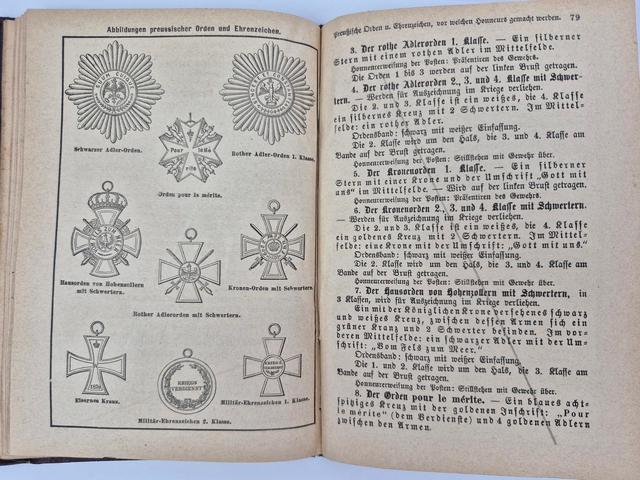 Abbildungen preussischer Orden und Ehrenzeichen.
SUUM CUIQUE
Schwarzer Adler-Orden.
Rother Adler-Orden 1. Klasse.
Pour le Mé
rite
Orden pour le mérite.
Hausorden von Hohenzollern
mit Schwertern.
Kronen-Orden mit Schwertern.
Rother Adlerorden mit Schwertern.
1870
Eisernes Kreuz.
KRIEGS
VERDIENST
Militär-Ehrenzeichen 1. Klasse.
Militär-Ehrenzeichen 2. Klasse.
Preußische Orden u. Ehrenzeichen, vor welchen Honneurs gemacht werden. 79
3. Der rothe Adlerorden 1. Klasse. — Ein silberner
Stern mit einem rothen Adler im Mittelfelde.
Honneurerweisung der Posten: Präsentiren des Gewehrs.
Die Orden 1 bis 3 werden auf der linken Brust getragen.
4. Der rothe Adlerorden 2., 3. und 4. Klasse mit Schwer-
tern. — Werden für Auszeichnung im Kriege verliehen.
Die 2. und 3. Klasse ist ein weißes, die 4. Klasse
ein silbernes Kreuz mit 2 Schwertern. Im Mittel-
felde: ein rother Adler.
Ordensband: schwarz mit weißer Einfassung.
Die 2. Klasse wird um den Hals, die 3. und 4. Klasse am
Bande auf der Brust getragen.
Honneurerweisung der Posten: Stillstehen mit Gewehr über.
5. Der Kronenorden 1. Klasse. — Ein silberner
Stern mit einer Krone und der Umschrift „Gott mit
uns“ im Mittelfelde. — Wird auf der linken Brust getragen.
Honneurerweisung der Posten: Präsentiren des Gewehrs.
6. Der Kronenorden 2., 3. und 4. Klasse mit Schwertern.
— Werden für Auszeichnung im Kriege verliehen.
Die 2. und 3. Klasse ist ein weißes, die 4. Klasse
ein goldenes Kreuz mit 2 Schwertern. Im Mittel-
felde: eine Krone mit der Umschrift: „Gott mit uns.“
Ordensband: schwarz mit weißer Einfassung.
Die 2. Klasse wird um den Hals, die 3. und 4. Klasse am
Bande auf der Brust getragen.
Honneurerweisung der Posten: Stillstehen mit Gewehr über.
7. Der Hausorden von Hohenzollern mit Schwertern, in
3 Klassen, wird für Auszeichnung im Kriege verliehen.
Ein mit der Königlichen Krone versehenes schwarz
und weißes Kreuz, zwischen dessen Armen sich ein
grüner Kranz und 2 Schwerter befinden. Im vor-
deren Mittelfelde: ein schwarzer Adler mit der Um-
schrift: „Vom Fels zum Meer.“
Ordensband: schwarz mit weißer Einfassung.
Die 1. Klasse wird um den Hals, die 3. und 4. Klasse am
Bande auf der Brust getragen.
Honneurerweisung der Posten: Stillstehen mit Gewehr über.
8. Der Orden pour le mérite. — Ein blaues acht-
spitziges Kreuz mit der goldenen Inschrift: „Pour
le mérite“ (dem Verdienste) und 4 goldenen Adlern
zwischen den Armen.